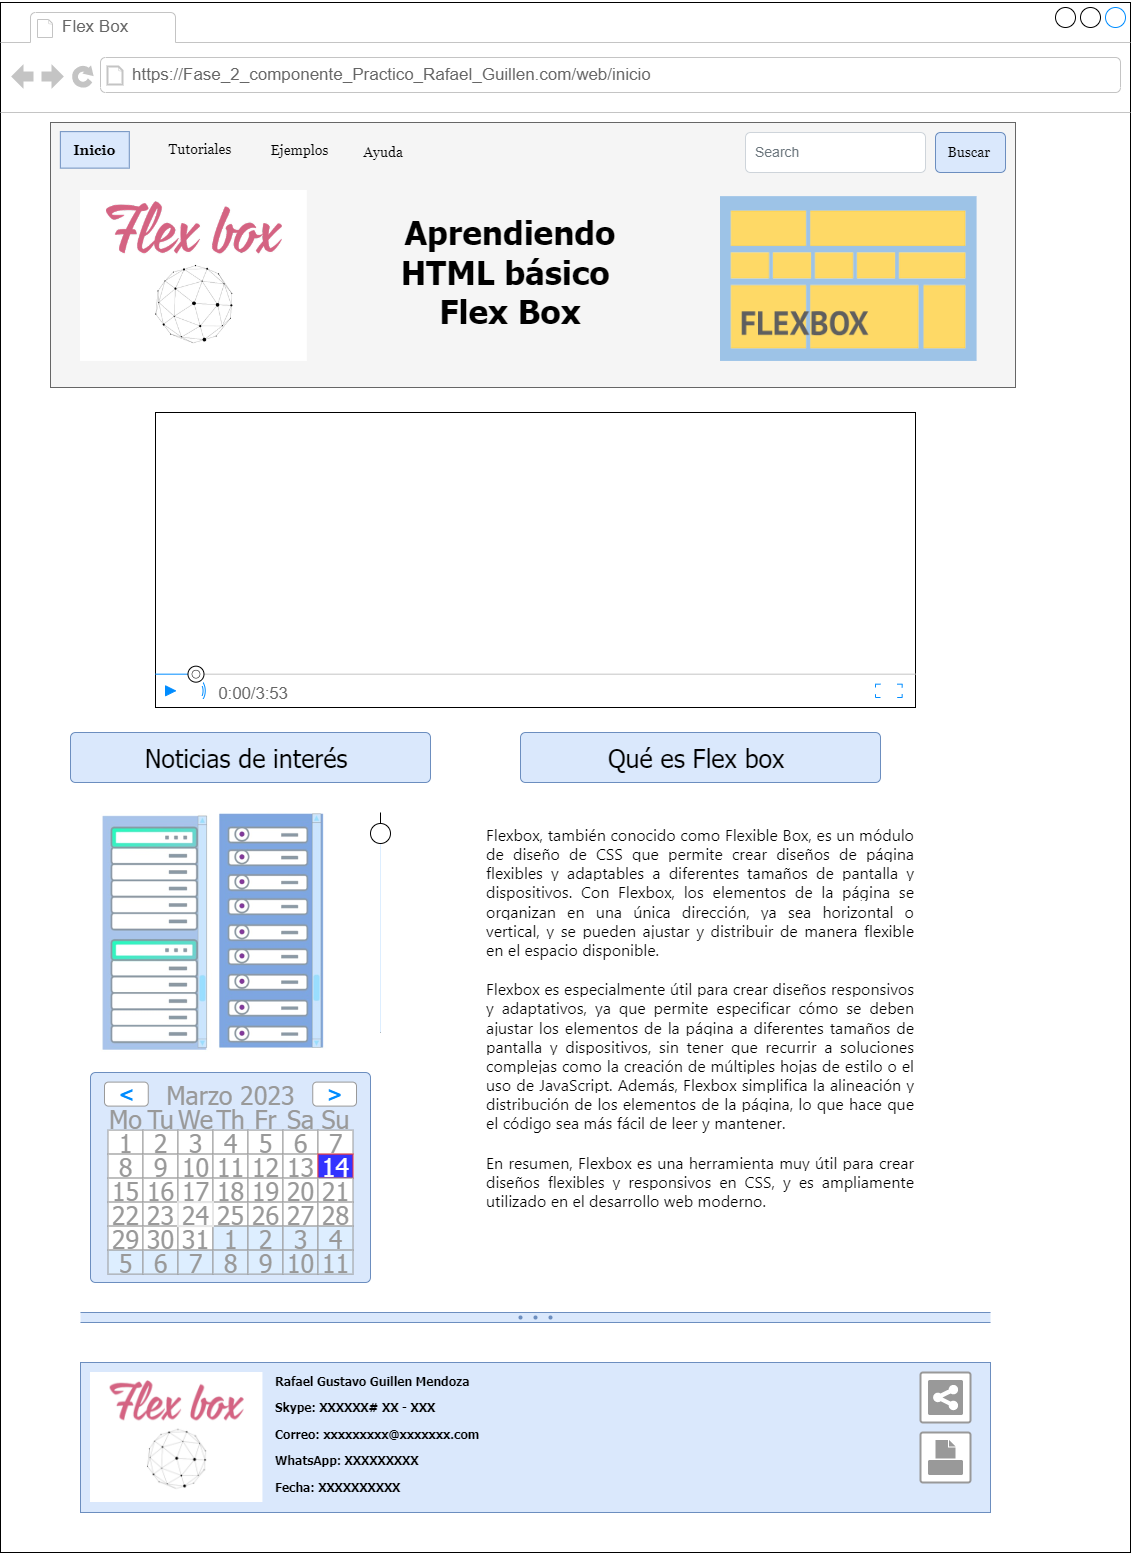 Flex Box
https://Fase_2_componente_Practico_Rafael_Guillen.com/web/inicio
Inicio Tutoriales Ejemplos Ayuda Search Buscar
Flex box
Aprendiendo
HTML básico
Flex Box
FLEXBOX
0:00/3:53
Noticias de interés
Qué es Flex box
Flexbox, también conocido como Flexible Box, es un módulo
de diseño de CSS que permite crear diseños de página
flexibles y adaptables a diferentes tamaños de pantalla y
dispositivos. Con Flexbox, los elementos de la página se
organizan en una única dirección, ya sea horizontal o
vertical, y se pueden ajustar y distribuir de manera flexible
en el espacio disponible.
Flexbox es especialmente útil para crear diseños responsivos
y adaptativos, ya que permite especificar cómo se deben
ajustar los elementos de la página a diferentes tamaños de
pantalla y dispositivos, sin tener que recurrir a soluciones
complejas como la creación de múltiples hojas de estilo o el
uso de JavaScript. Además, Flexbox simplifica la alineación y
distribución de los elementos de la página, lo que hace que
el código sea más fácil de leer y mantener.
En resumen, Flexbox es una herramienta muy útil para crear
diseños flexibles y responsivos en CSS, y es ampliamente
utilizado en el desarrollo web moderno.
< Marzo 2023 >
Mo Tu We Th Fr Sa Su
1 2 3 4 5 6 7
8 9 10 11 12 13 14
15 16 17 18 19 20 21
22 23 24 25 26 27 28
29 30 31 1 2 3 4
5 6 7 8 9 10 11
Flex box
Rafael Gustavo Guillen Mendoza
Skype: XXXXXX# XX - XXX
Correo: xxxxxxxxx@xxxxxxx.com
WhatsApp: XXXXXXXXX
Fecha: XXXXXXXXXX